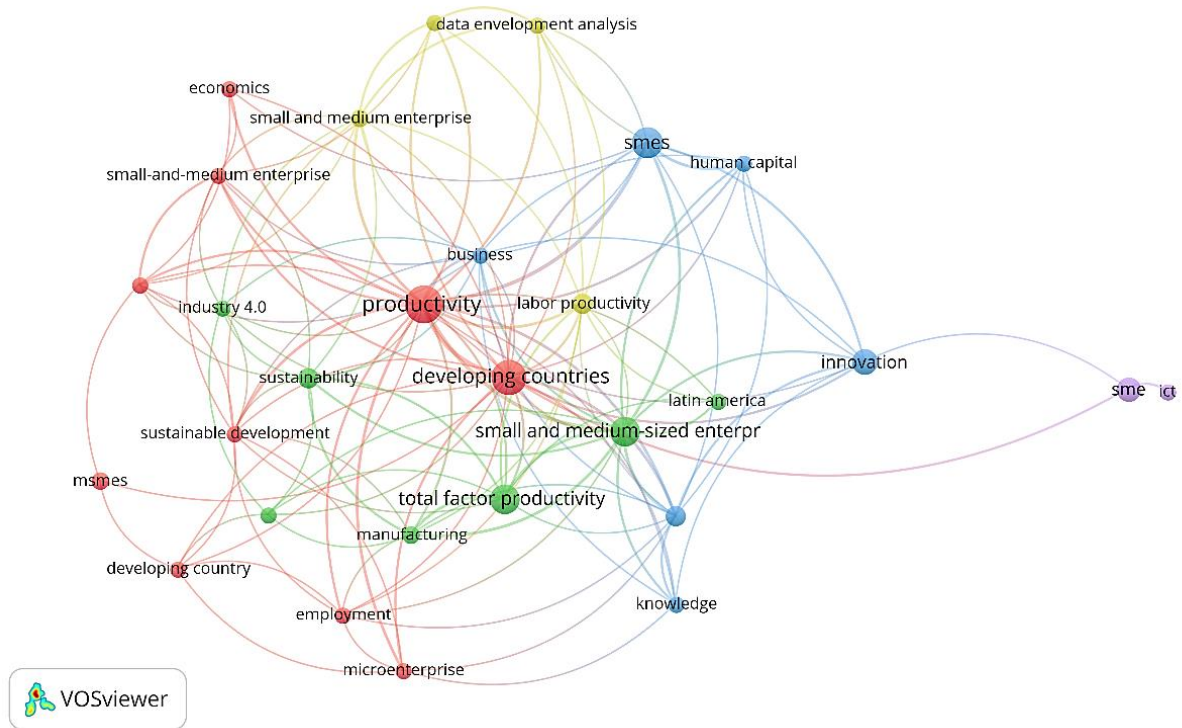 data envelopment analysis
economics
small and medium enterprise
smes
human capital
small-and-medium enterprise
business
productivity
labor productivity
industry 4.0
innovation
developing countries
sustainability
sme
ict
latin america
small and medium-sized enterpr
sustainable development
msmes
total factor productivity
manufacturing
developing country
knowledge
employment
microenterprise
VOSviewer